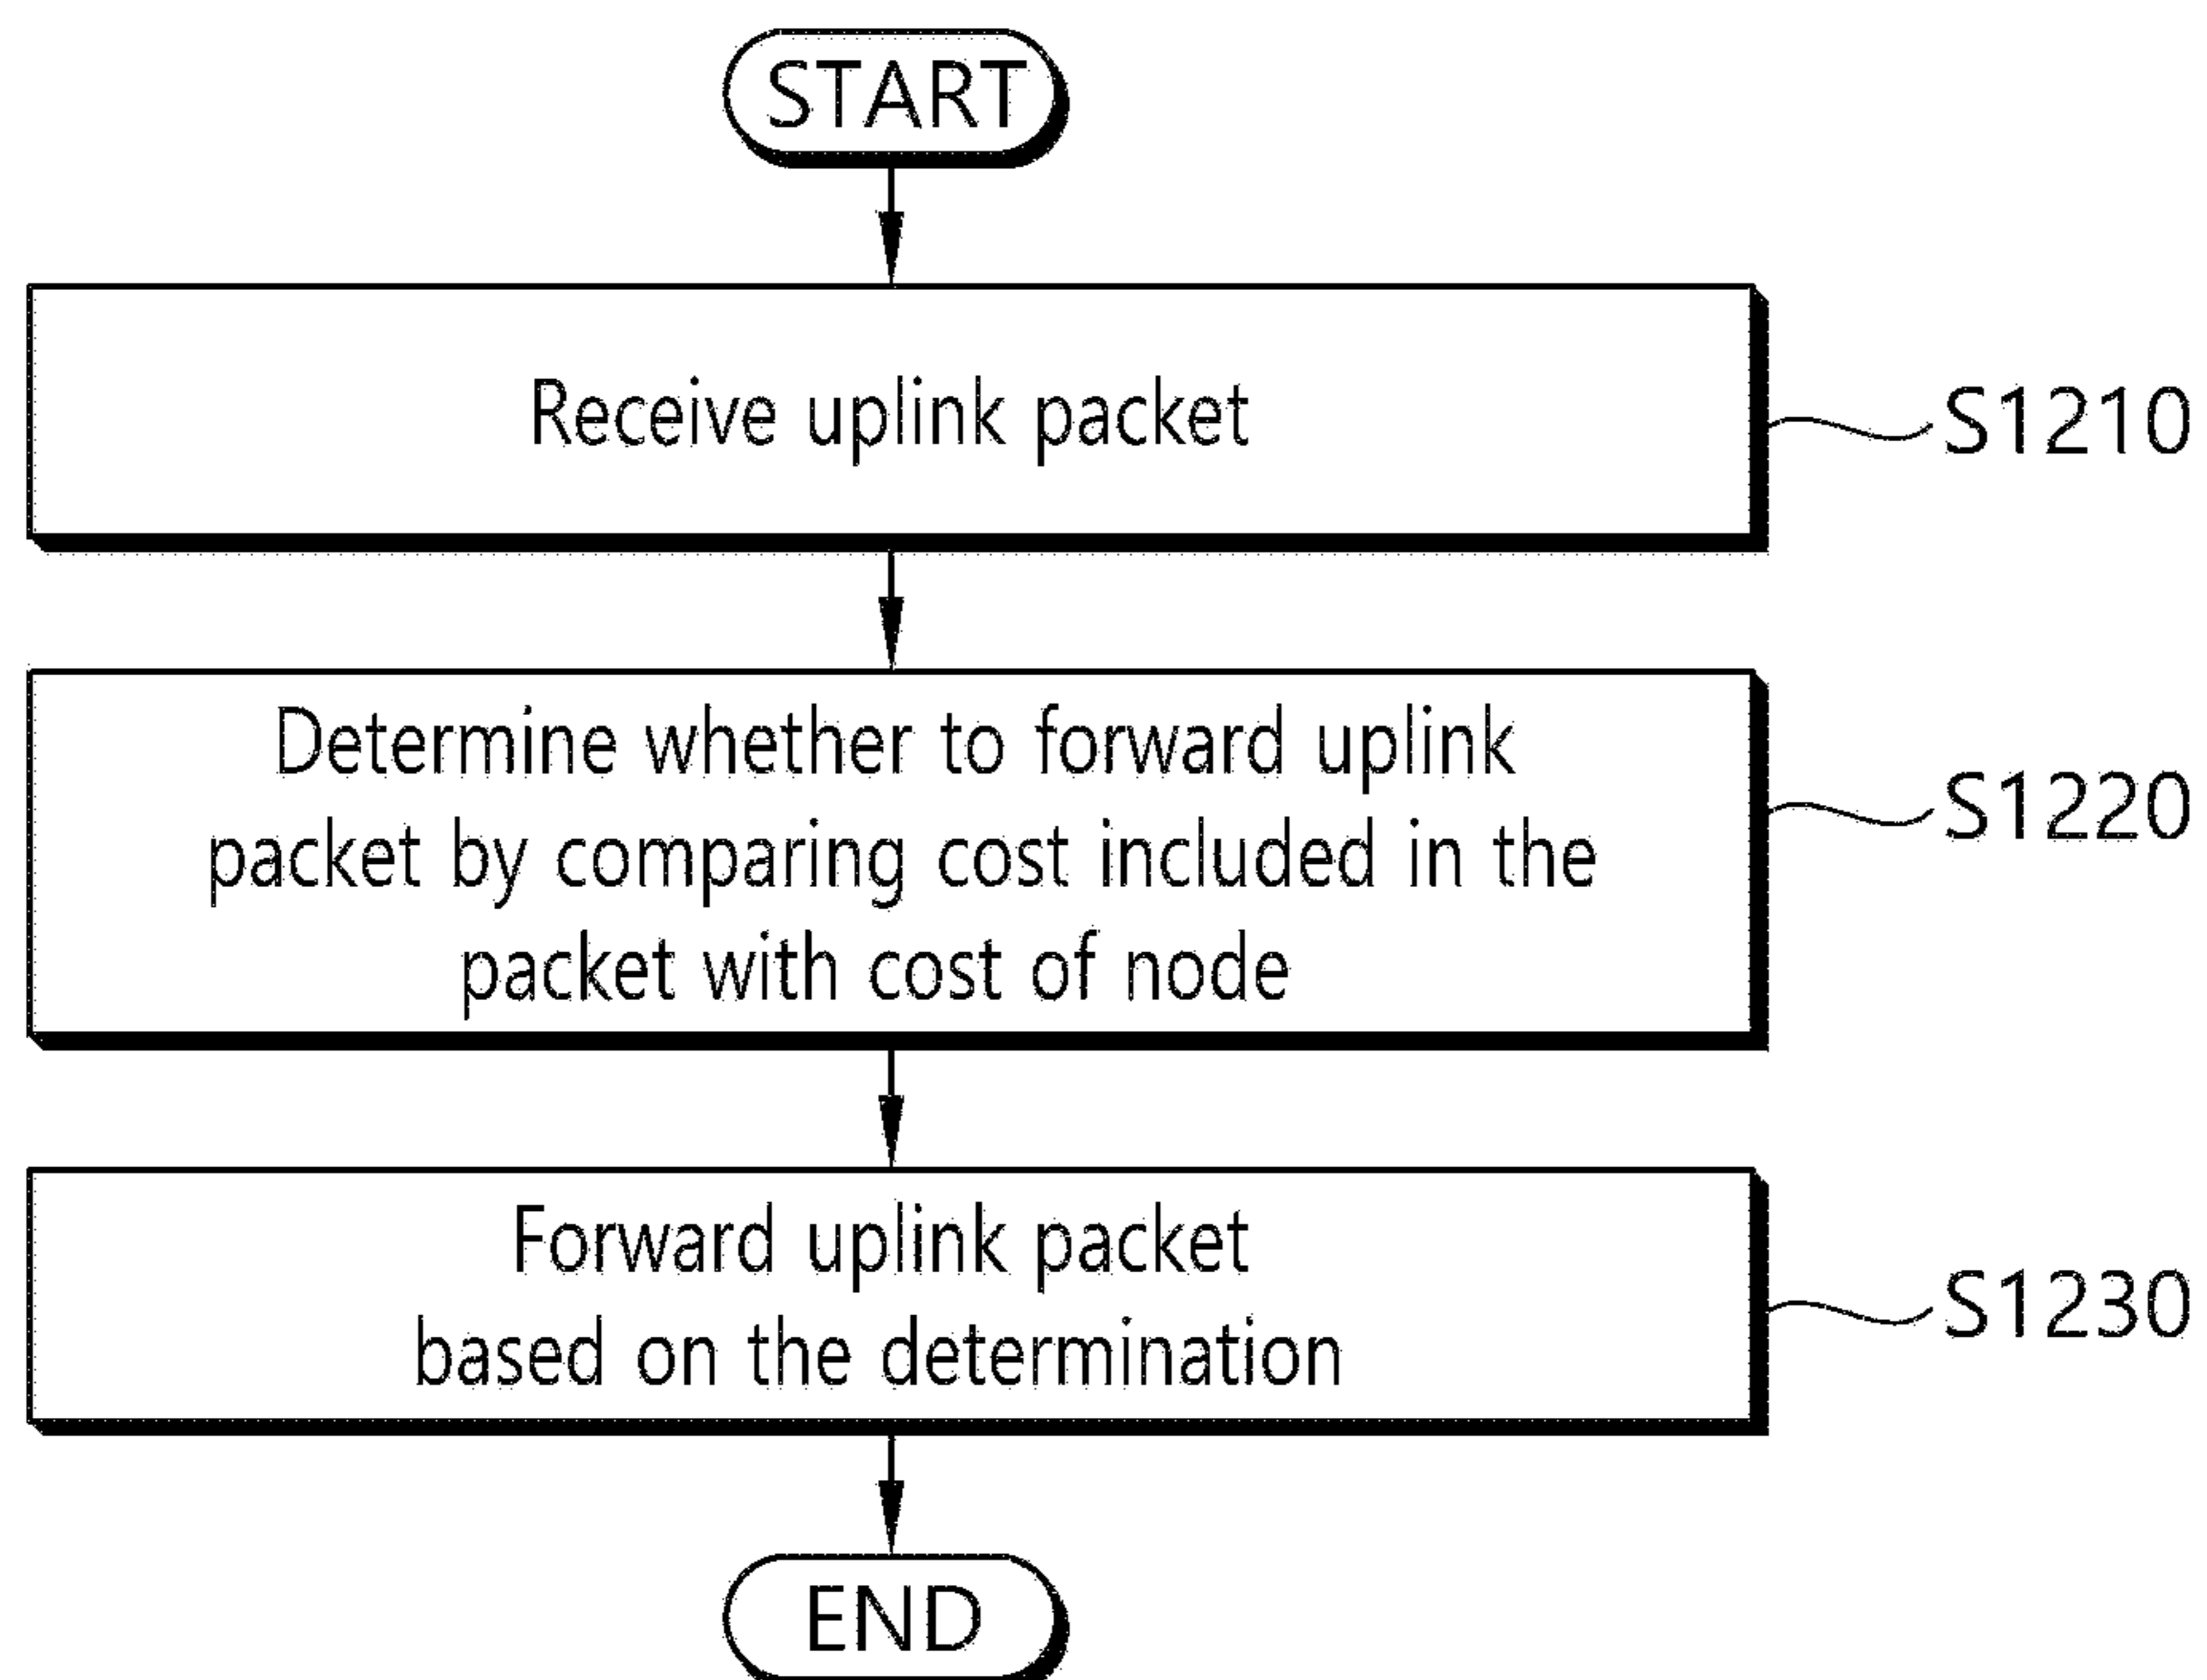 START
Receive uplink packet
S1210
Determine whether to forward uplink
packet by comparing cost included in the
packet with cost of node
S1220
Forward uplink packet
based on the determination
S1230
END